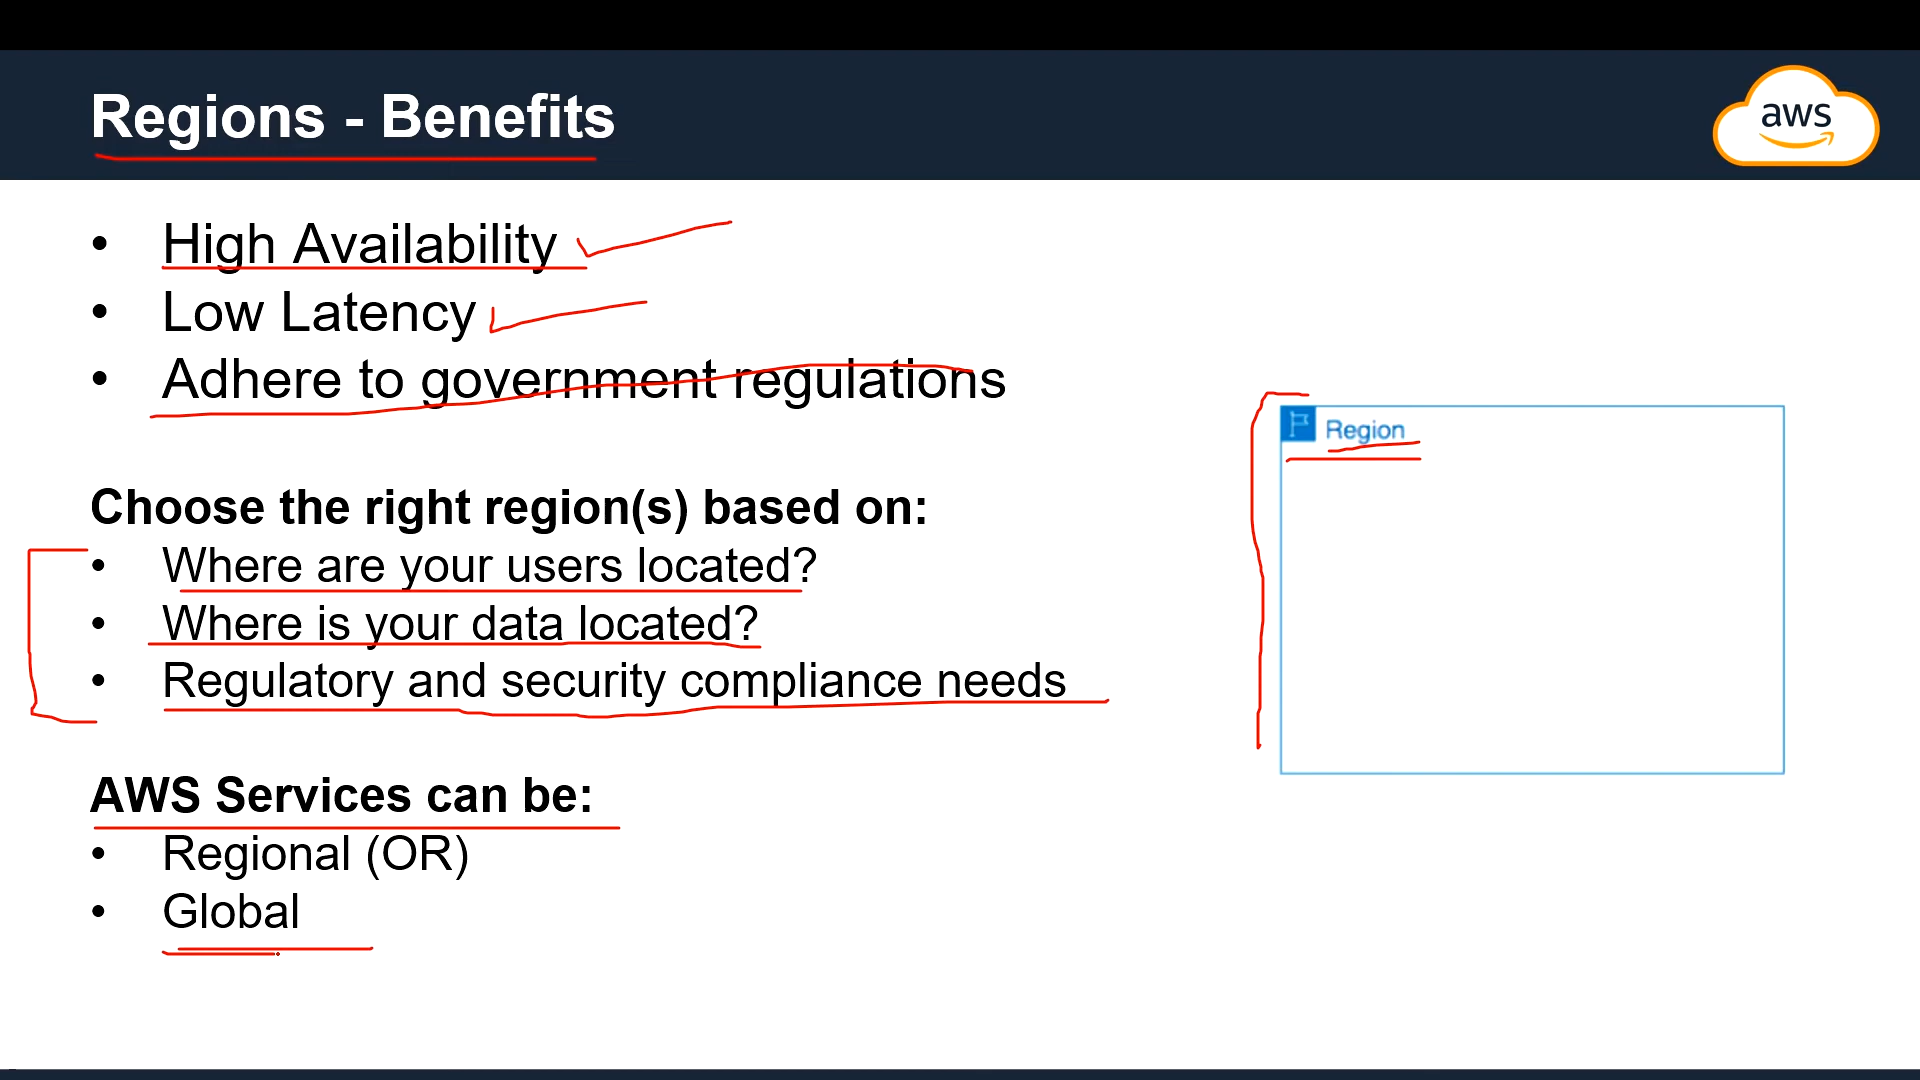 Regions - Benefits
aws
• High Availability
• Low Latency
• Adhere to government regulations
Region
Choose the right region(s) based on:
• Where are your users located?
• Where is your data located?
• Regulatory and security compliance needs
AWS Services can be:
• Regional (OR)
• Global